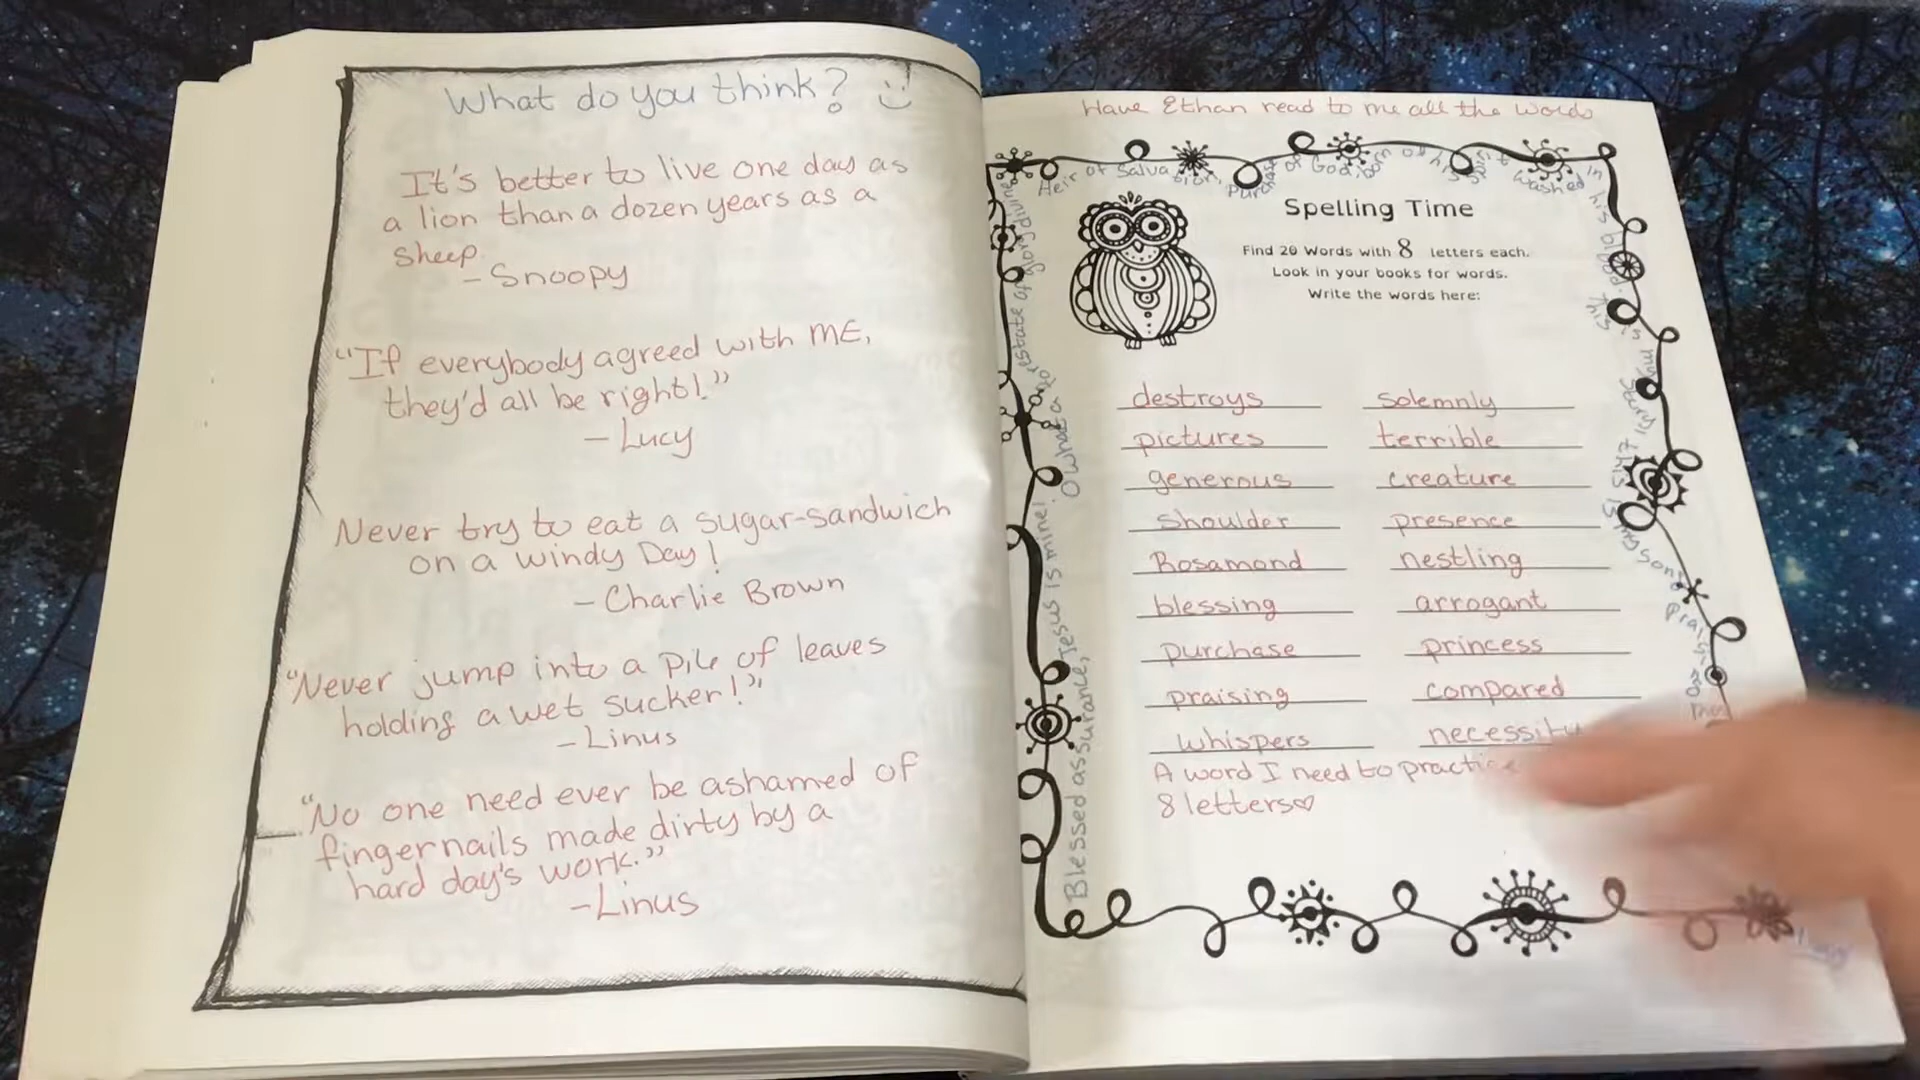 What do you think?
It's better to live one day as
a lion than a dozen years as a
sheep.
- Snoopy
"If everybody agreed with ME,
they'd all be right!"
- Lucy
Never try to eat a sugar-sandwich
on a windy Day!
- Charlie Brown
"Never jump into a pile of leaves
holding a wet sucker!"
- Linus
"No one need ever be ashamed of
fingernails made dirty by a
hard day's work."
- Linus
Have Ethan read to me all the words
Blessed assurance, Jesus is mine! O what a estate of glory divine
Heir of Salvation, purchase of God, born of his
washed in his blood.
this is my
Spelling Time
Find 20 Words with 8 letters each.
Look in your books for words.
Write the words here:
destroys solemnly
pictures terrible
generous creature
shoulder presence
Rosamond nestling
blessing arrogant
purchase princess
praising compared
whispers necessity
A word I need to practice
8 letters♡